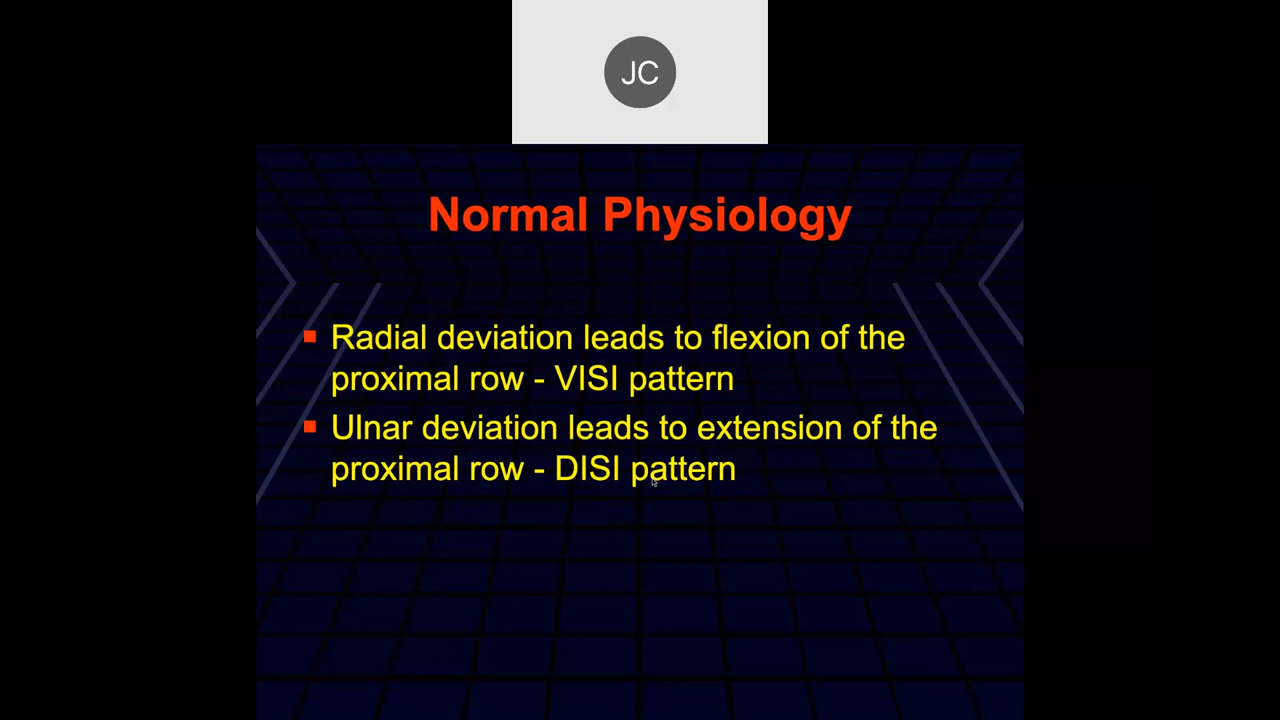 JC
Normal Physiology
Radial deviation leads to flexion of the
proximal row - VISI pattern
Ulnar deviation leads to extension of the
proximal row - DISI pattern